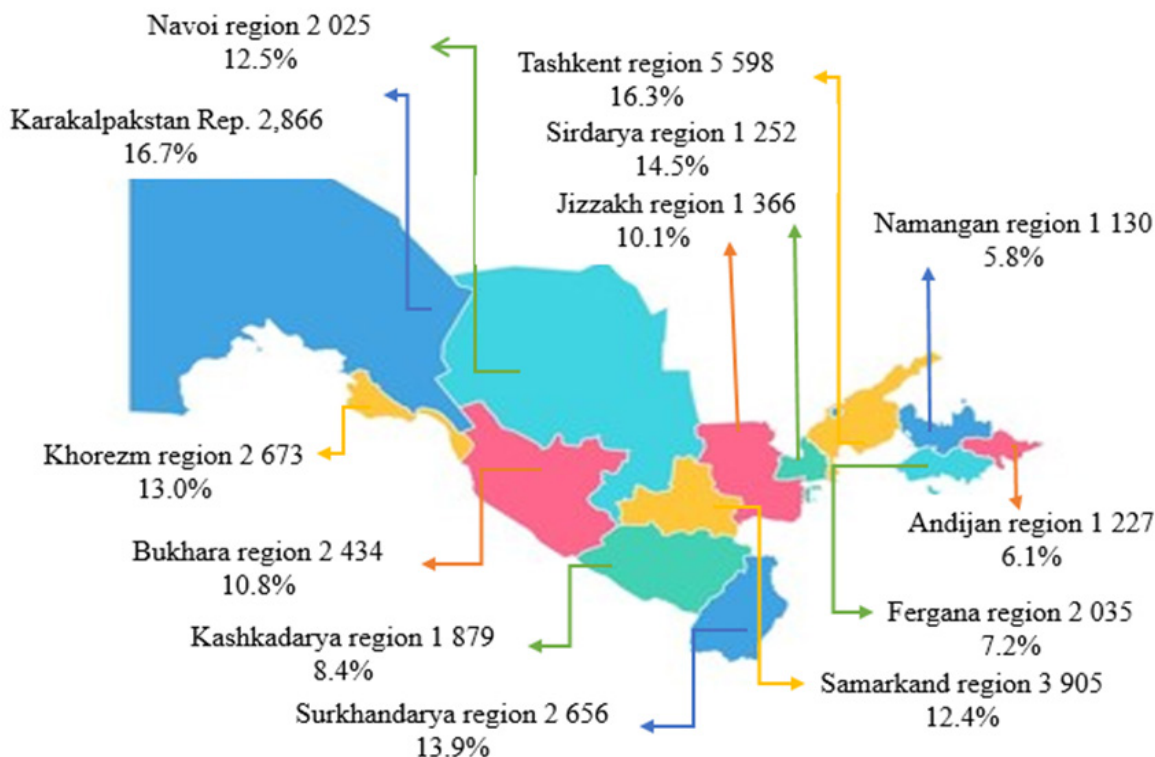 Navoi region 2 025
12.5%
Karakalpakstan Rep. 2,866
16.7%
Tashkent region 5 598
16.3%
Sirdarya region 1 252
14.5%
Jizzakh region 1 366
10.1%
Namangan region 1 130
5.8%
Khorezm region 2 673
13.0%
Bukhara region 2 434
10.8%
Kashkadarya region 1 879
8.4%
Surkhandarya region 2 656
13.9%
Andijan region 1 227
6.1%
Fergana region 2 035
7.2%
Samarkand region 3 905
12.4%